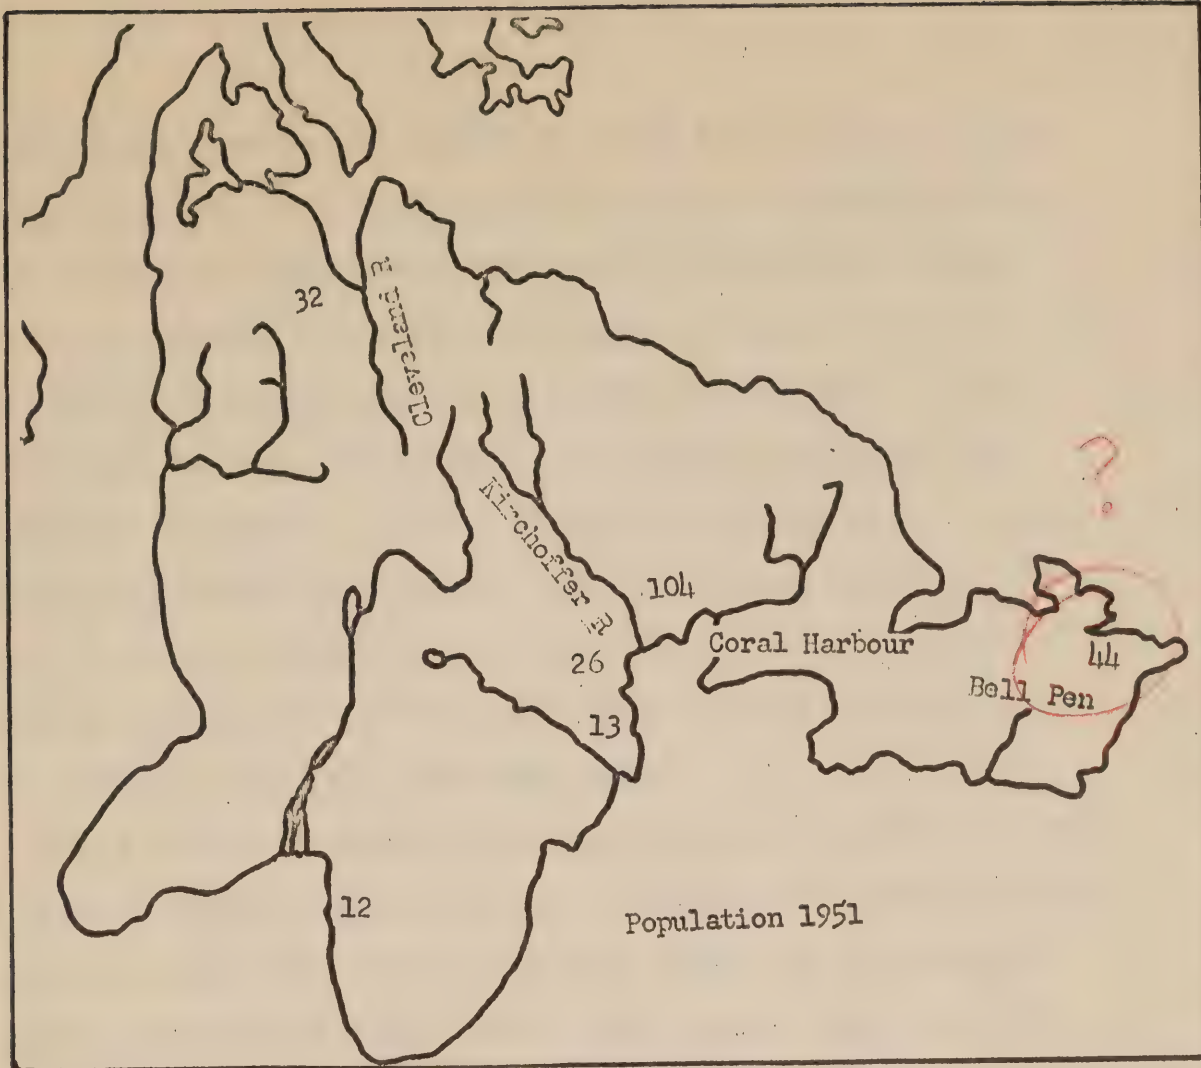 32
Cleveland R
Kirchoffer R
?
104
Coral Harbour
26
44
Bell Pen
13
12
Population 1951